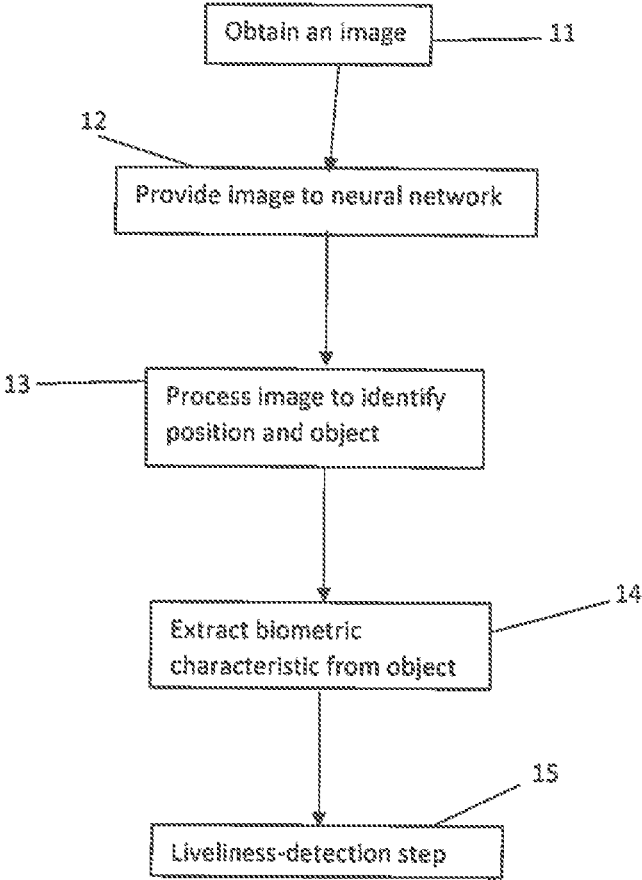 Obtain an image
11
12
Provide image to neural network
13
Process image to identify
position and object
14
Extract biometric
characteristic from object
15
Liveliness-detection step